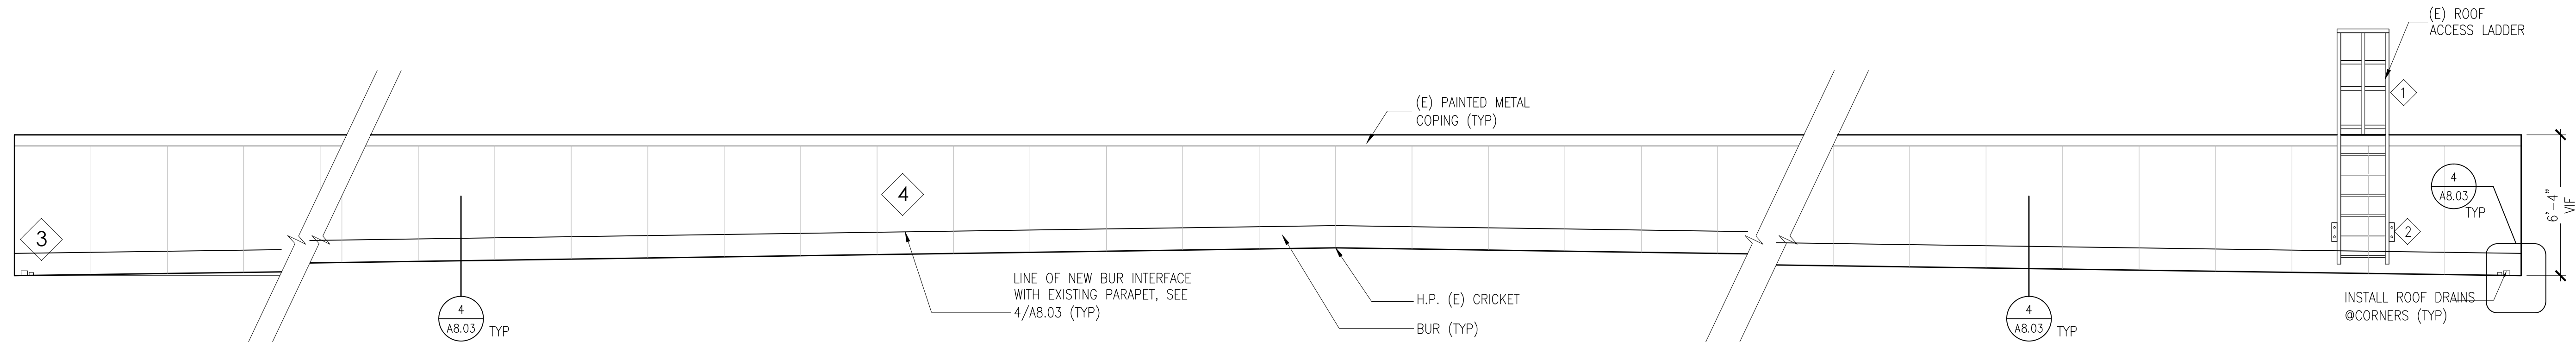 (E) ROOF
ACCESS LADDER
1
(E) PAINTED METAL
COPING (TYP)
4
A8.03
TYP
6'-4"
VIF
4
3
2
LINE OF NEW BUR INTERFACE
WITH EXISTING PARAPET, SEE
4/A8.03 (TYP)
H.P. (E) CRICKET
BUR (TYP)
INSTALL ROOF DRAINS
@CORNERS (TYP)
4
A8.03
TYP
4
A8.03
TYP